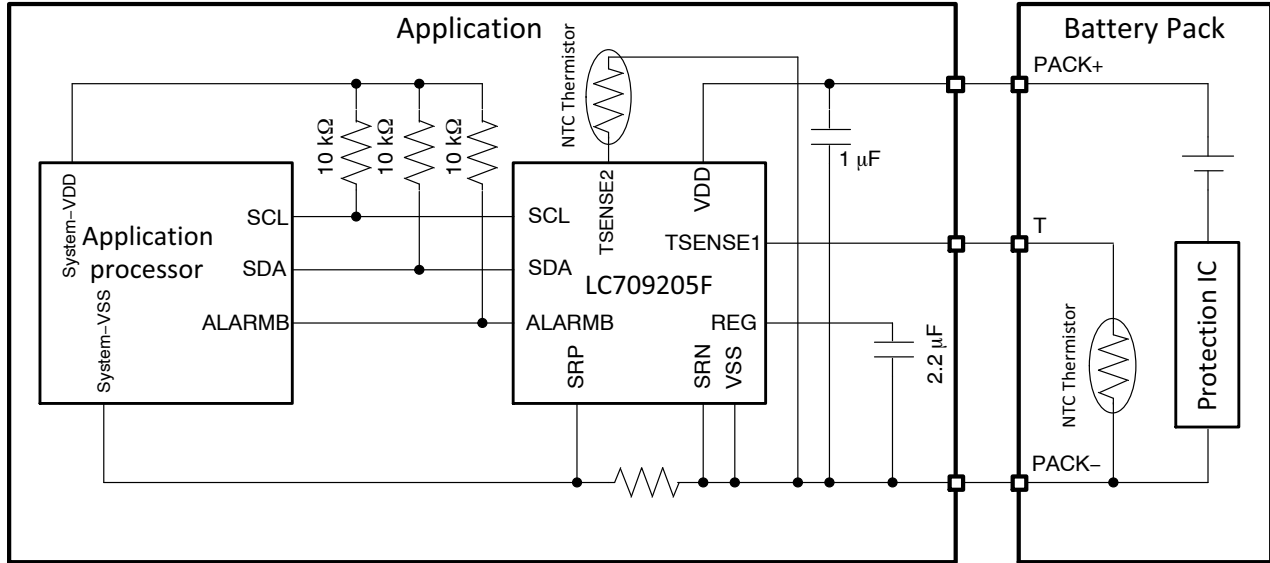 Application
Battery Pack
NTC Thermistor
PACK+
10 kΩ
10 kΩ
10 kΩ
1 μF
System−VDD
TSENSE2
VDD
SCL
SCL
T
Application
processor
TSENSE1
SDA
SDA
LC709205F
Protection IC
System−VSS
ALARMB
ALARMB
REG
2.2 μF
NTC Thermistor
SRP
SRN
VSS
PACK−